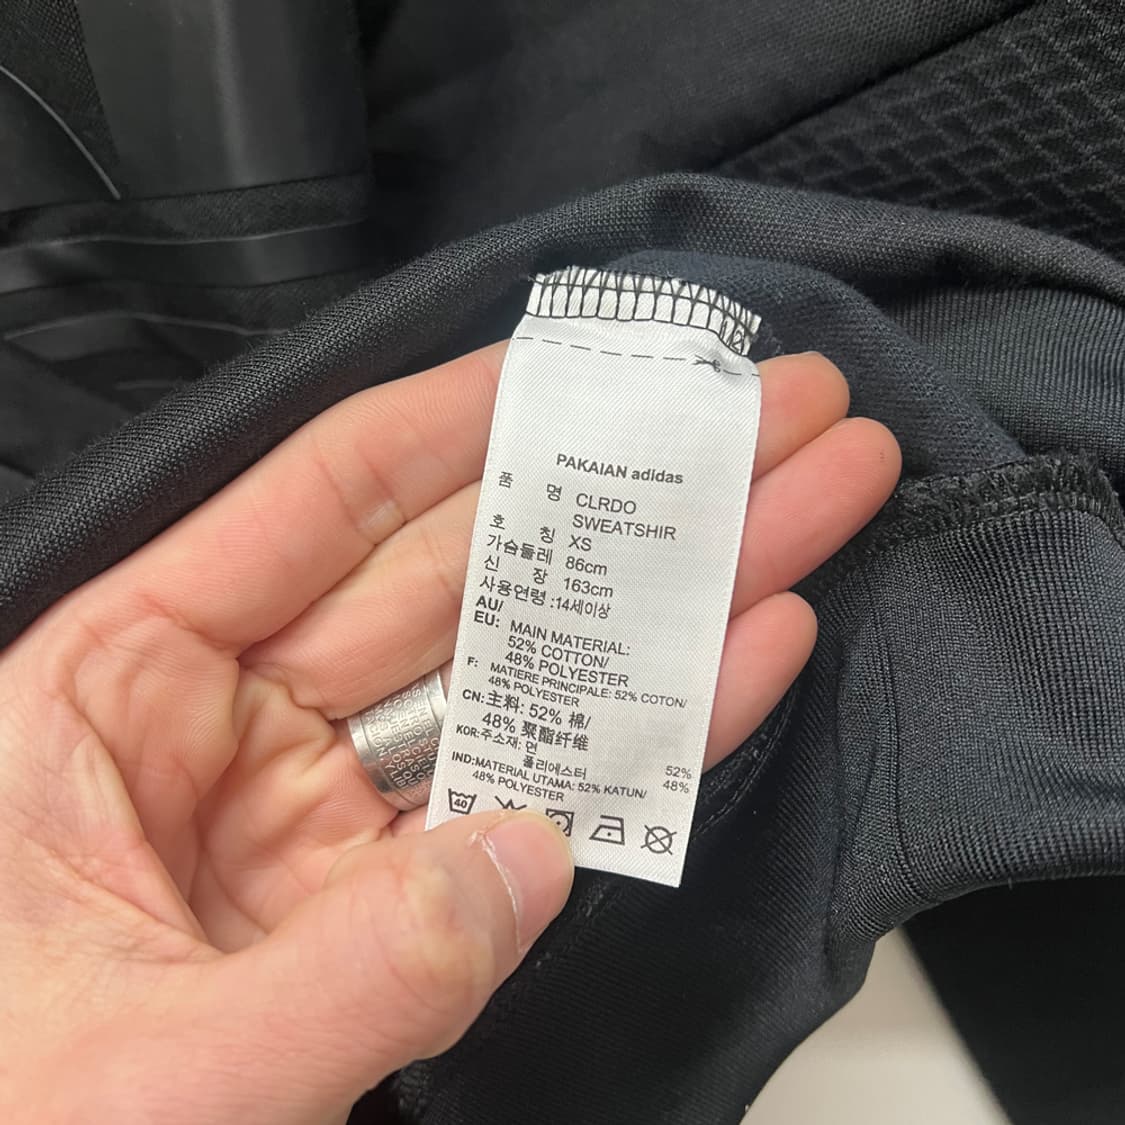 PAKAIAN adidas
품 명 CLRDO
SWEATSHIR
호 칭 XS
가슴둘레 86cm
신 장 163cm
사용연령 :14세이상
AU/
EU: MAIN MATERIAL:
52% COTTON/
48% POLYESTER
F: MATIERE PRINCIPALE: 52% COTON/
48% POLYESTER
CN:主料: 52% 棉/
48% 聚酯纤维
KOR:주소재: 면 52%
폴리에스터 48%
IND:MATERIAL UTAMA: 52% KATUN/
48% POLYESTER
40